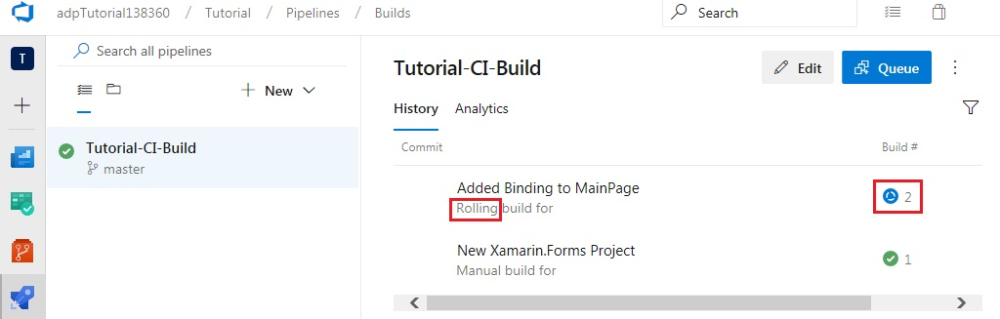 adpTutorial138360 / Tutorial / Pipelines / Builds
Search
T
Search all pipelines
New
Tutorial-CI-Build
master
Tutorial-CI-Build
Edit
Queue
History Analytics
Commit Build #
Added Binding to MainPage
Rolling build for
2
New Xamarin.Forms Project
Manual build for
1